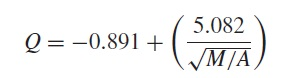 Q = −0.891 + (5.082 / √M/A)